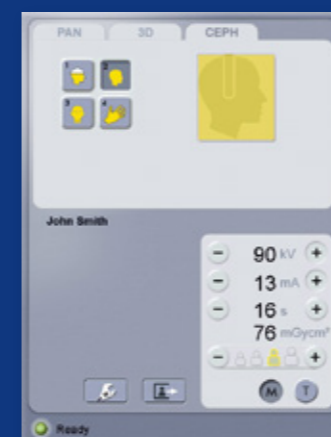 PAN 3D CEPH
1 2
3 4
John Smith
90 kV
13 mA
16 s
76 mGycm²
M T
Ready